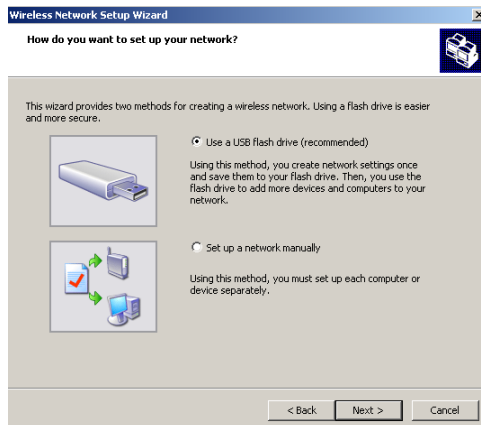 Wireless Network Setup Wizard
How do you want to set up your network?
This wizard provides two methods for creating a wireless network. Using a flash drive is easier
and more secure.
Use a USB flash drive (recommended)
Using this method, you create network settings once
and save them to your flash drive. Then, you use the
flash drive to add more devices and computers to your
network.
Set up a network manually
Using this method, you must set up each computer or
device separately.
< Back Next > Cancel